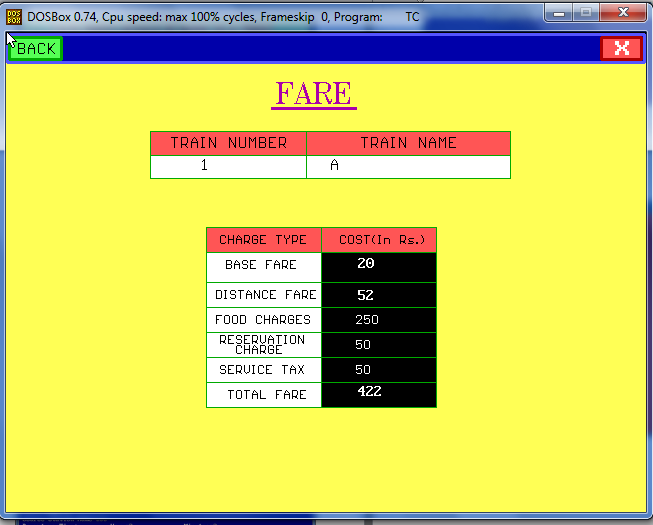 DOSBox 0.74, Cpu speed: max 100% cycles, Frameskip 0, Program: TC
BACK X
FARE
TRAIN NUMBER TRAIN NAME
1 A
CHARGE TYPE COST(In Rs.)
BASE FARE 20
DISTANCE FARE 52
FOOD CHARGES 250
RESERVATION
CHARGE 50
SERVICE TAX 50
TOTAL FARE 422